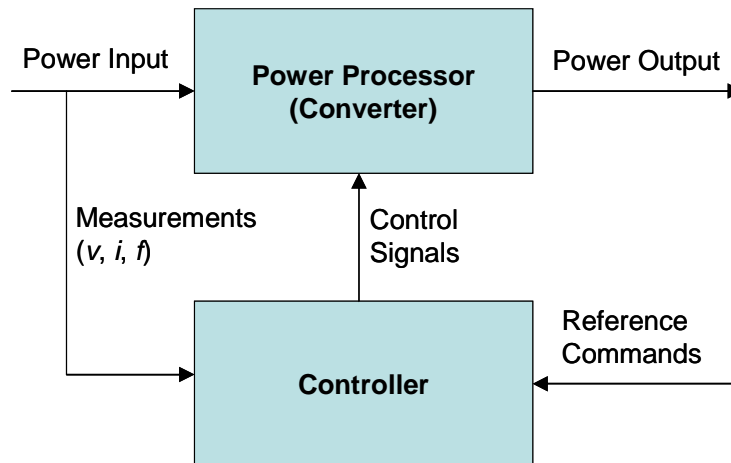 Power Input
Power Processor
(Converter)
Power Output
Measurements
(v, i, f)
Control
Signals
Reference
Commands
Controller